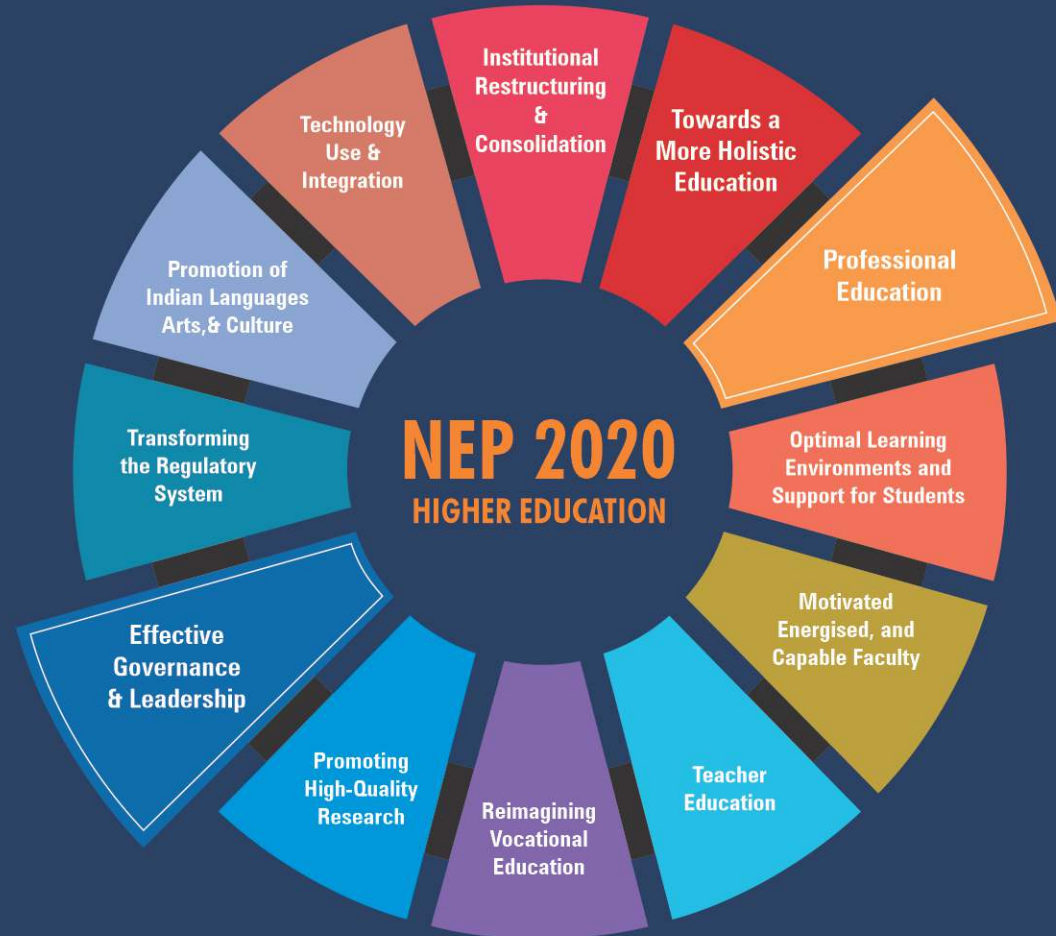 NEP 2020
HIGHER EDUCATION
Institutional
Restructuring
&
Consolidation
Towards a
More Holistic
Education
Professional
Education
Optimal Learning
Environments and
Support for Students
Motivated
Energised, and
Capable Faculty
Teacher
Education
Reimagining
Vocational
Education
Promoting
High-Quality
Research
Effective
Governance
& Leadership
Transforming
the Regulatory
System
Promotion of
Indian Languages
Arts,& Culture
Technology
Use &
Integration